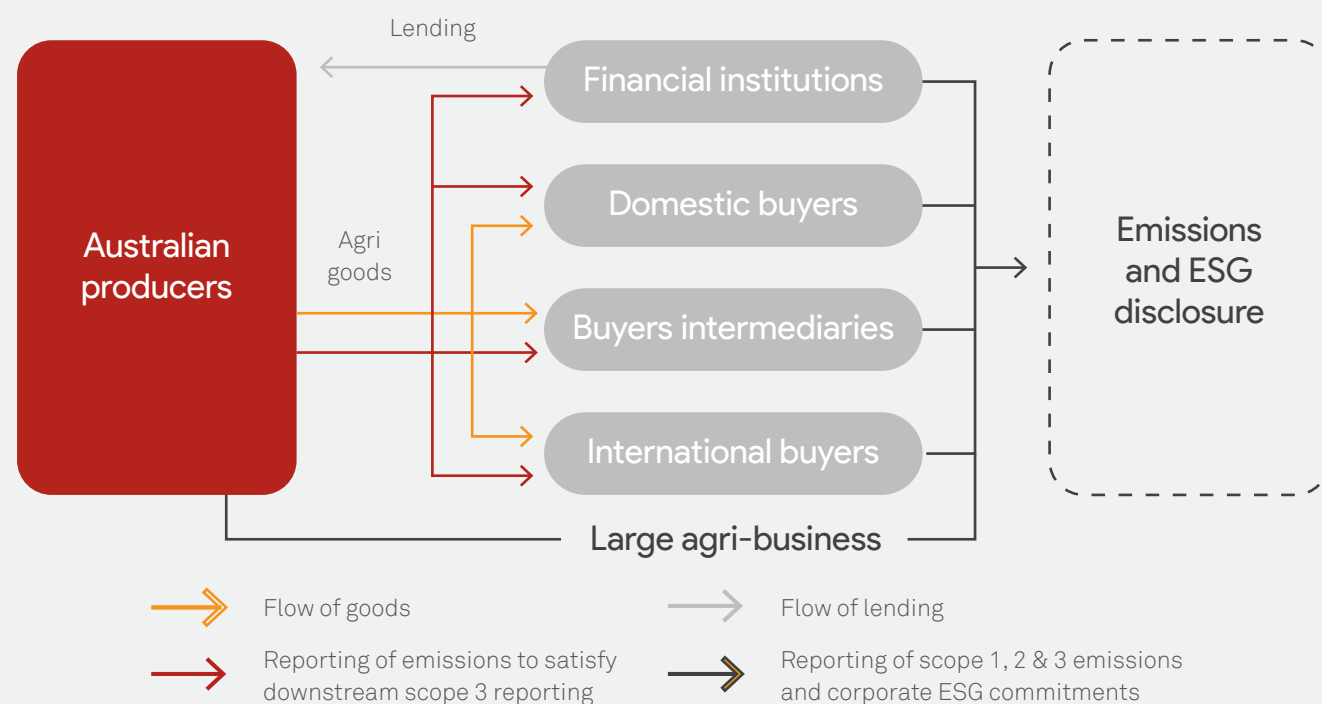 Lending
Financial institutions
Domestic buyers
Australian
producers
Agri
goods
Emissions
and ESG
disclosure
Buyers intermediaries
International buyers
Large agri-business
Flow of goods
Flow of lending
Reporting of emissions to satisfy
downstream scope 3 reporting
Reporting of scope 1, 2 & 3 emissions
and corporate ESG commitments